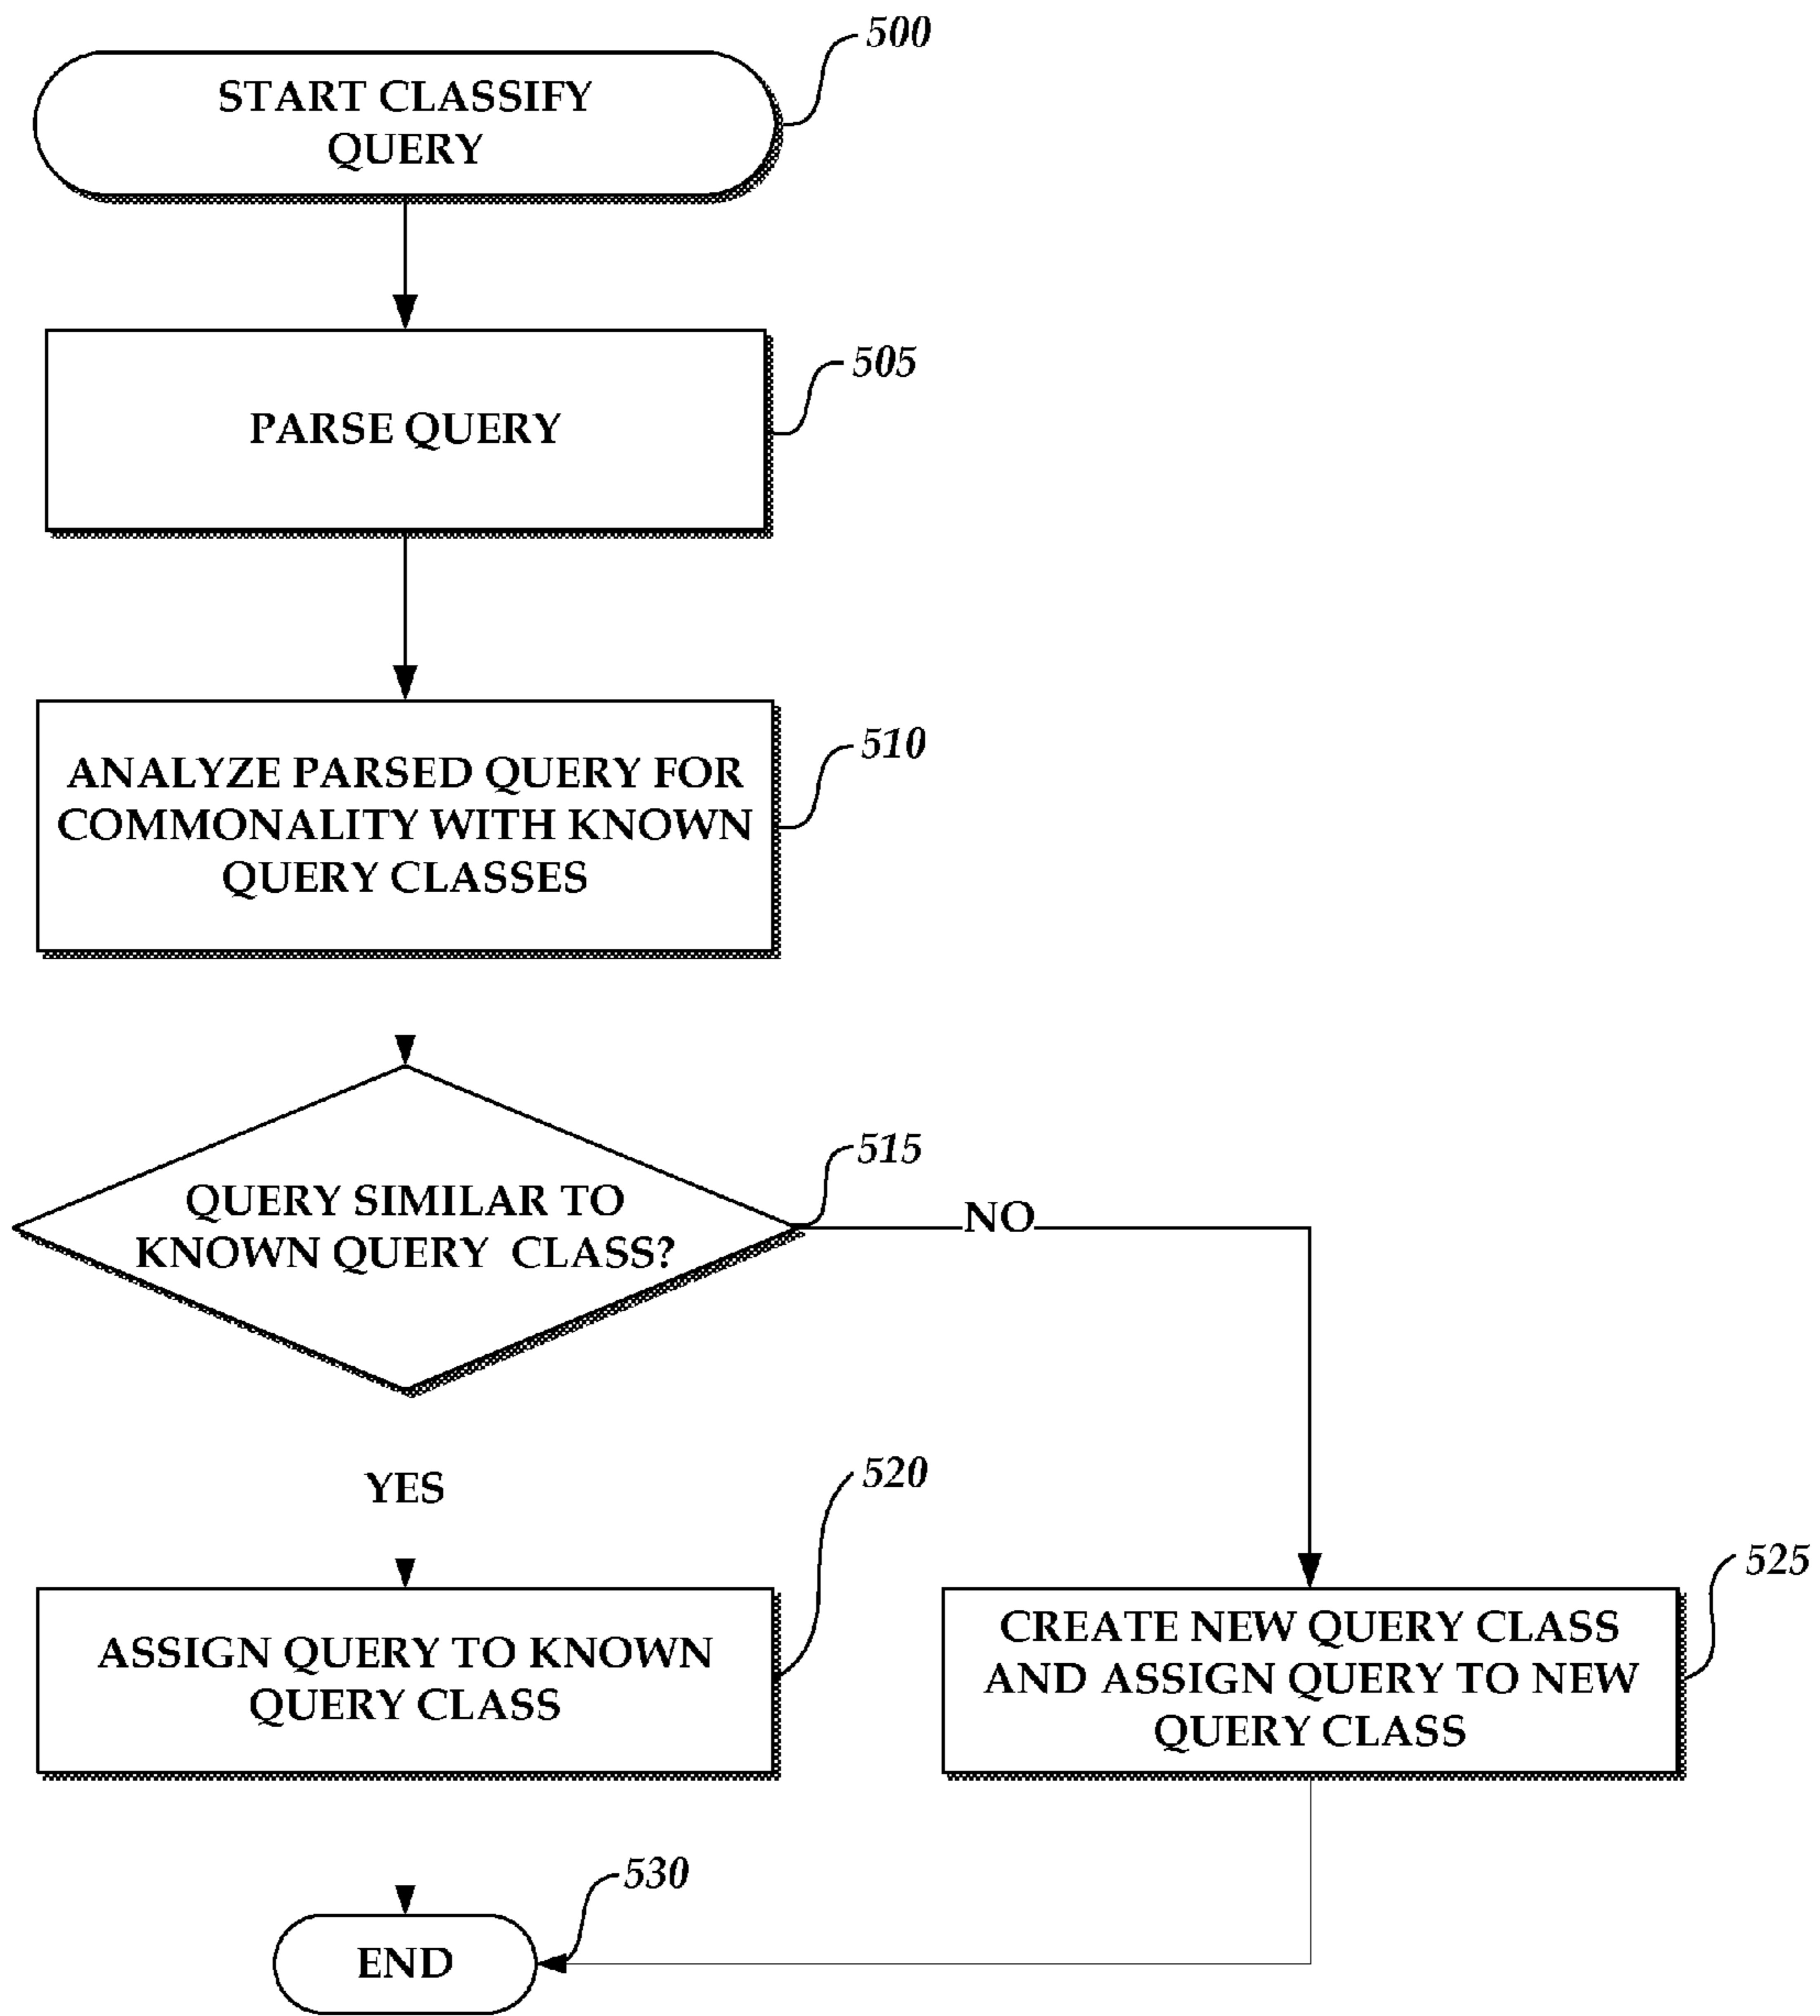 500
START CLASSIFY
QUERY
505
PARSE QUERY
510
ANALYZE PARSED QUERY FOR
COMMONALITY WITH KNOWN
QUERY CLASSES
515
QUERY SIMILAR TO
KNOWN QUERY CLASS?
NO
YES
520
ASSIGN QUERY TO KNOWN
QUERY CLASS
525
CREATE NEW QUERY CLASS
AND ASSIGN QUERY TO NEW
QUERY CLASS
530
END